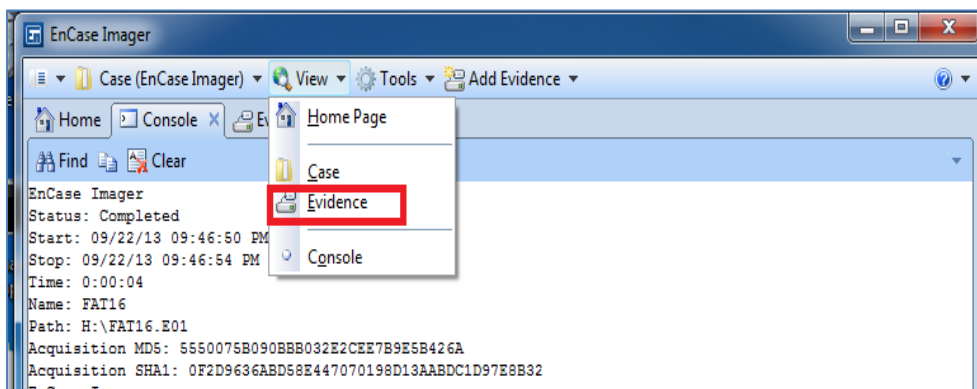 EnCase Imager
Case (EnCase Imager) View Tools Add Evidence
Home Console Ev
Find Clear
Home Page
Case
Evidence
Console
EnCase Imager
Status: Completed
Start: 09/22/13 09:46:50 PM
Stop: 09/22/13 09:46:54 PM
Time: 0:00:04
Name: FAT16
Path: H:\FAT16.E01
Acquisition MD5: 5550075B090BBB032E2CEE7B9E5B426A
Acquisition SHA1: 0F2D9636ABD58E447070198D13AABDC1D97E8B32